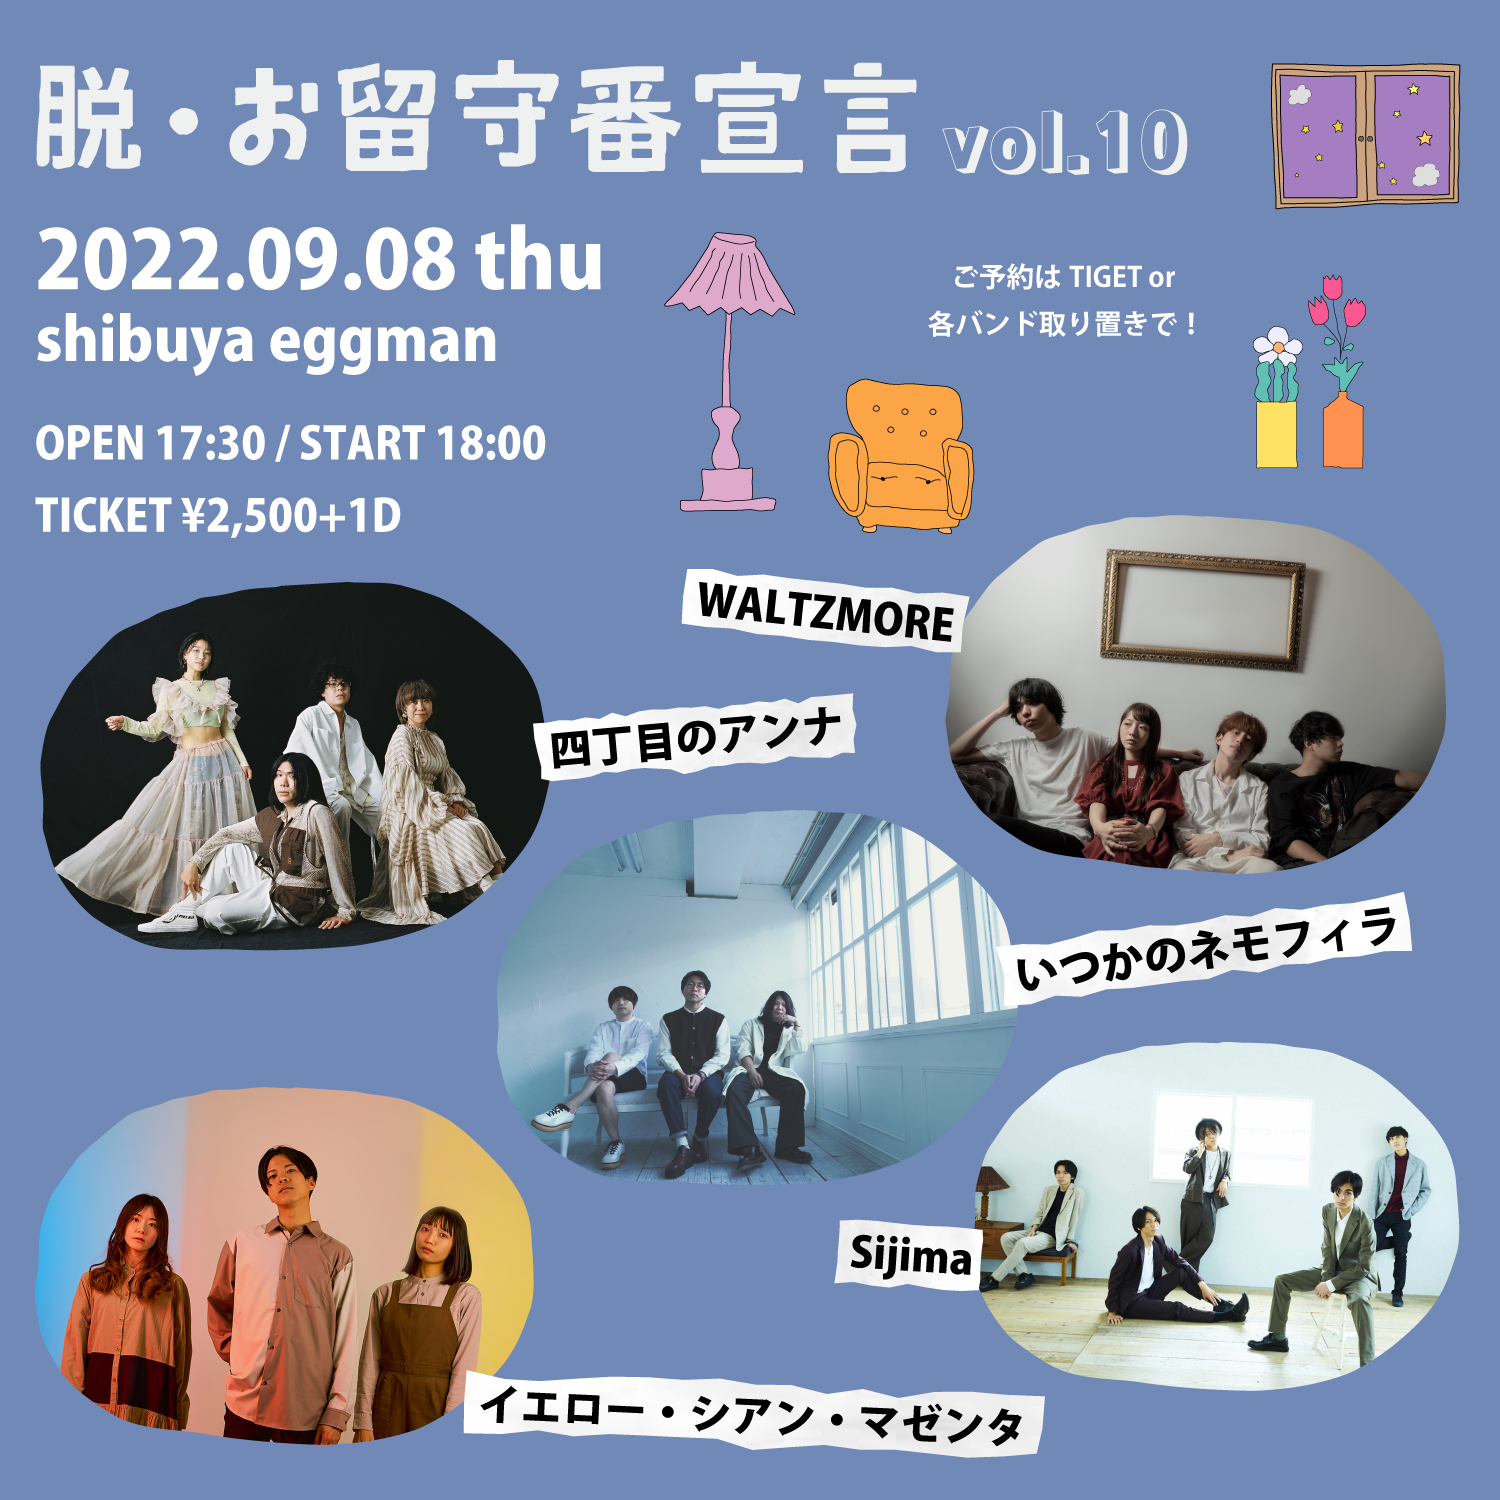 脱・お留守番宣言 vol.10
2022.09.08 thu
shibuya eggman
OPEN 17:30 / START 18:00
TICKET ¥2,500+1D
ご予約は TIGET or
各バンド取り置きで！
WALTZMORE
四丁目のアンナ
いつかのネモフィラ
Sijima
イエロー・シアン・マゼンタ